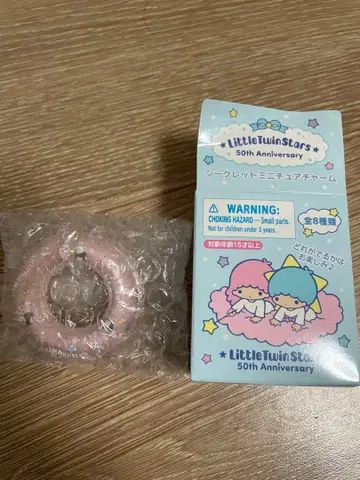 LittleTwinStars
50th Anniversary
シークレットミニチュアチャーム
WARNING:
CHOKING HAZARD — Small parts.
Not for children under 3 years.
全8種類
対象年齢15才以上
どれがでるかは
お楽しみ♪
LittleTwinStars
50th Anniversary